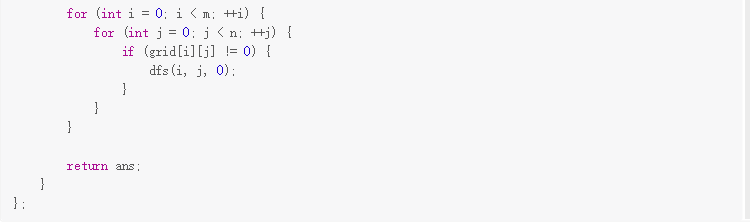 for (int i = 0; i < m; ++i) {
for (int j = 0; j < n; ++j) {
if (grid[i][j] != 0) {
dfs(i, j, 0);
}
}
}
return ans;
}
};